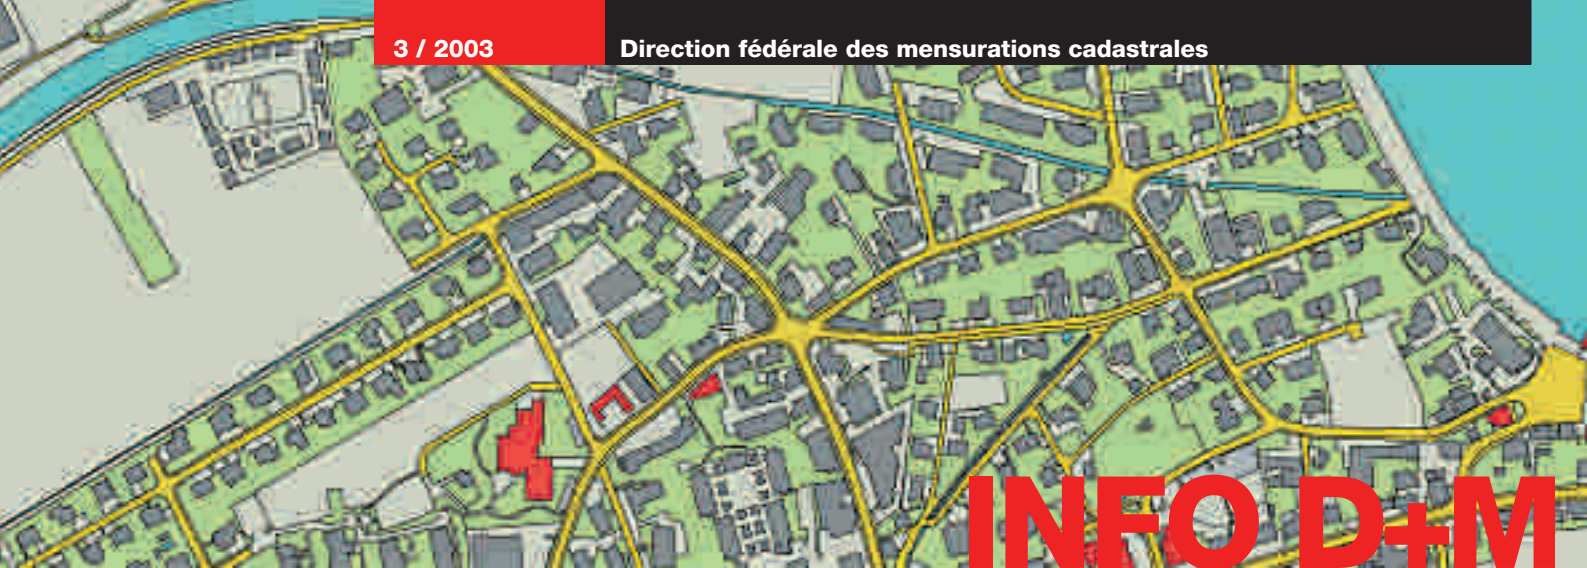 3 / 2003 Direction fédérale des mensurations cadastrales
INFO D+M